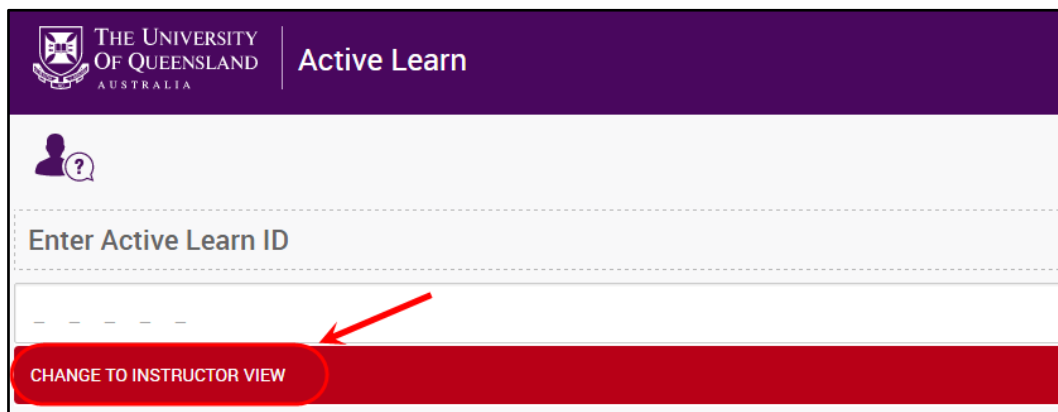 THE UNIVERSITY
OF QUEENSLAND
AUSTRALIA
Active Learn
?
Enter Active Learn ID
_ _ _ _ _
CHANGE TO INSTRUCTOR VIEW